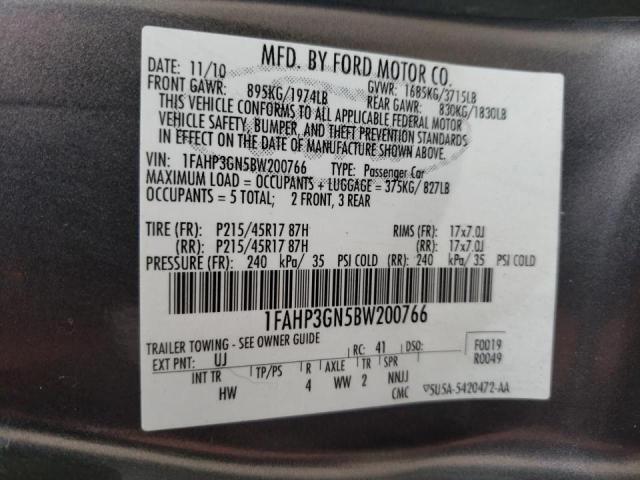 MFD. BY FORD MOTOR CO.
DATE: 11/10 GVWR: 1685KG/3715LB
FRONT GAWR: 895KG/1974LB REAR GAWR: 830KG/1830LB
THIS VEHICLE CONFORMS TO ALL APPLICABLE FEDERAL MOTOR
VEHICLE SAFETY, BUMPER, AND THEFT PREVENTION STANDARDS
IN EFFECT ON THE DATE OF MANUFACTURE SHOWN ABOVE.
VIN: 1FAHP3GN5BW200766 TYPE: Passenger Car
MAXIMUM LOAD = OCCUPANTS + LUGGAGE = 375KG/ 827LB
OCCUPANTS = 5 TOTAL; 2 FRONT, 3 REAR
TIRE (FR): P215/45R17 87H RIMS (FR): 17x7.0J
(RR): P215/45R17 87H (RR): 17x7.0J
PRESSURE (FR): 240 kPa/ 35 PSI COLD (RR): 240 kPa/ 35 PSI COLD
1FAHP3GN5BW200766
TRAILER TOWING - SEE OWNER GUIDE
EXT PNT: UJ RC: 41 DSO: F0019
R0049
INT TR TP/PS R AXLE TR SPR
HW 4 WW 2 NNJJ
CMC 5U5A-5420472-AA